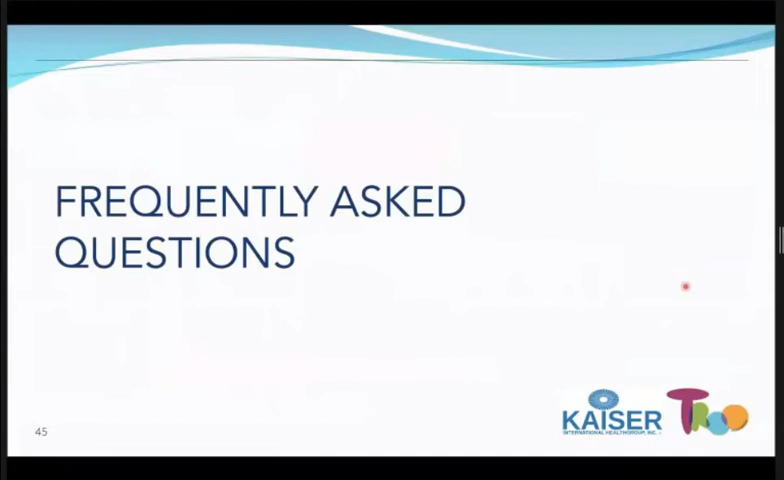 FREQUENTLY ASKED
QUESTIONS
45
KAISER
INTERNATIONAL HEALTHGROUP, INC.
TROO